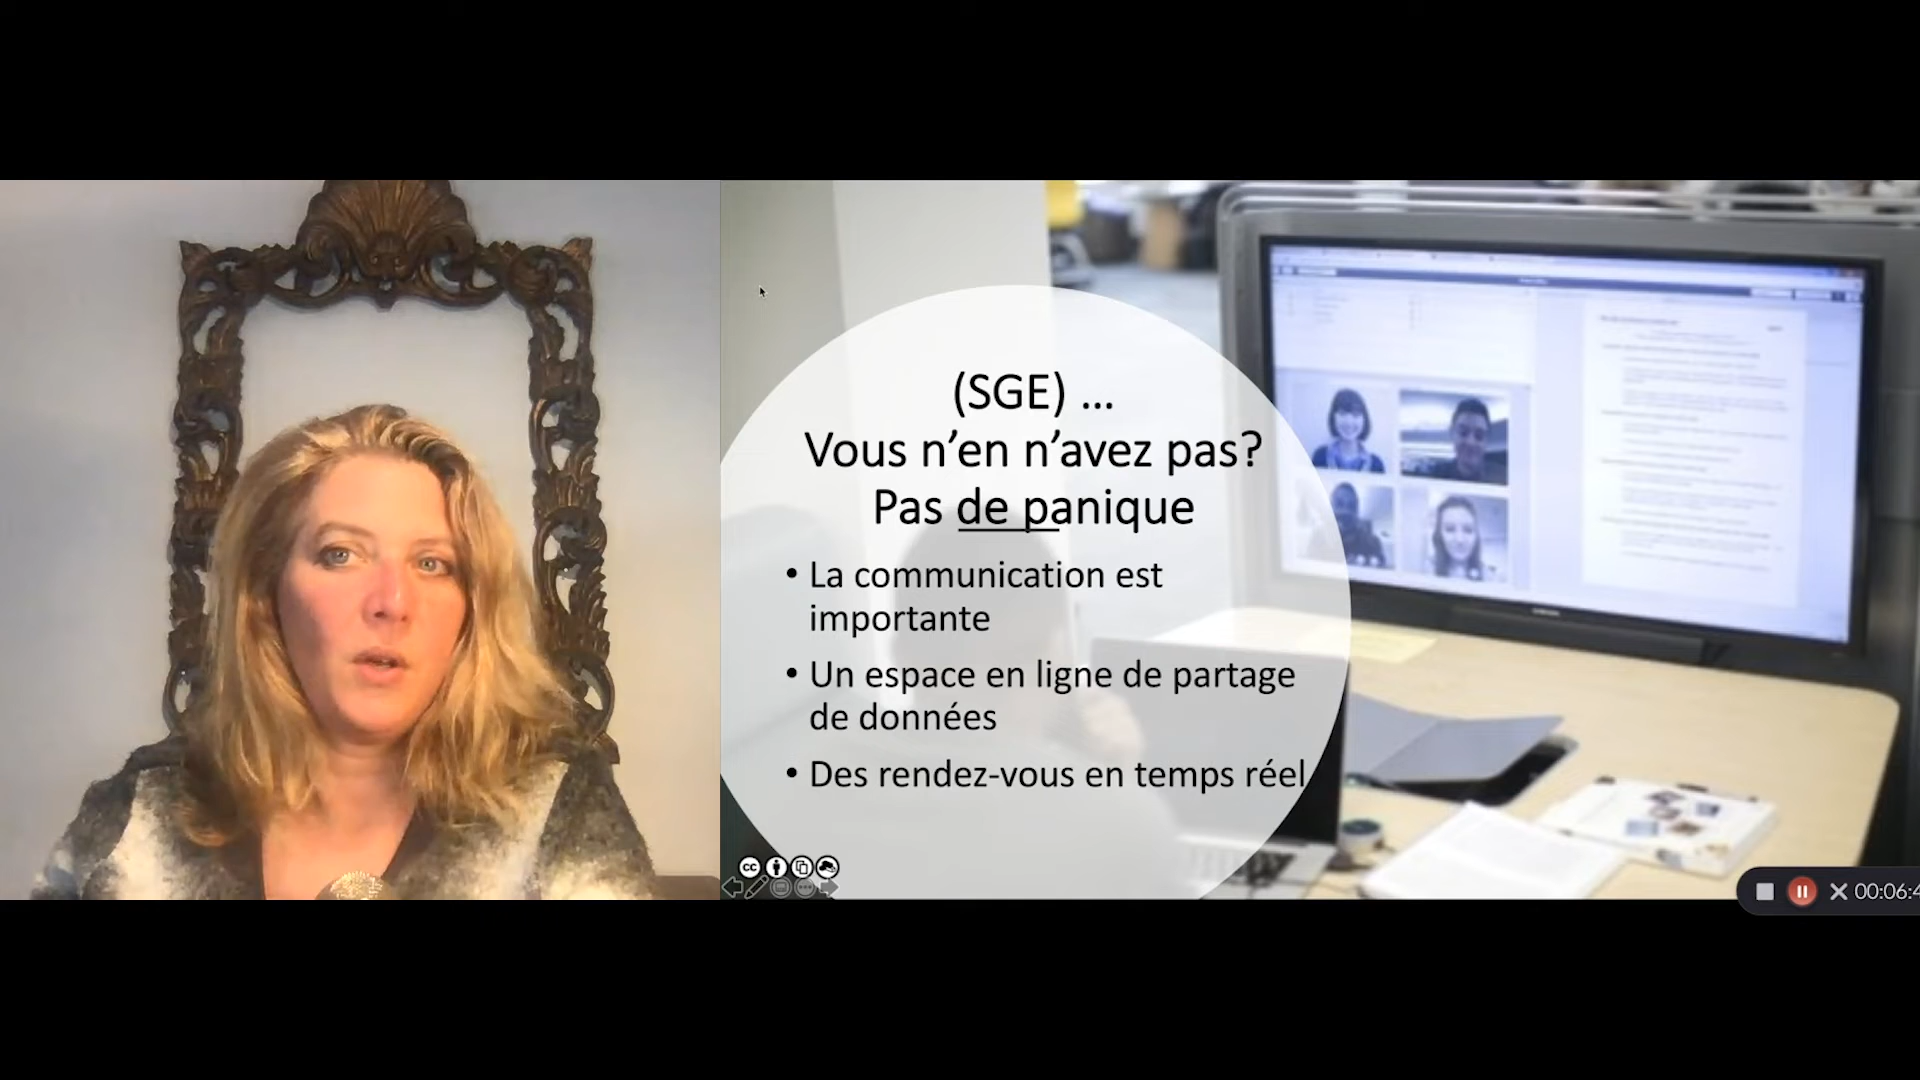 (SGE) ...
Vous n’en n’avez pas?
Pas de panique
• La communication est
importante
• Un espace en ligne de partage
de données
• Des rendez-vous en temps réel
cc
00:06:4